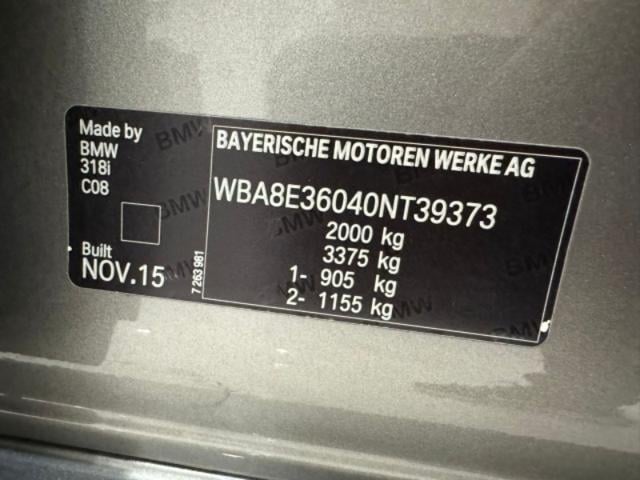 Made by
BMW
318i
C08
Built
NOV.15
7 263 981
BAYERISCHE MOTOREN WERKE AG
WBA8E36040NT39373
2000 kg
3375 kg
1- 905 kg
2- 1155 kg